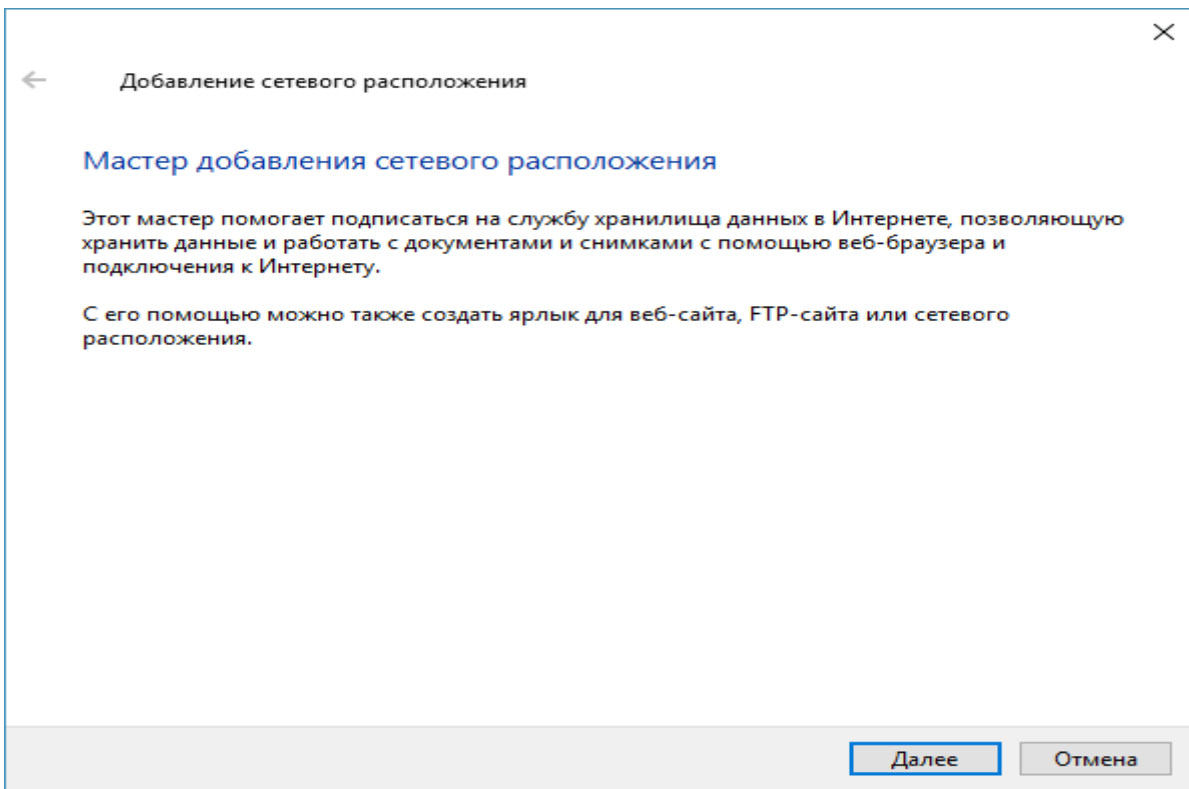 Добавление сетевого расположения
Мастер добавления сетевого расположения
Этот мастер помогает подписаться на службу хранилища данных в Интернете, позволяющую
хранить данные и работать с документами и снимками с помощью веб-браузера и
подключения к Интернету.
С его помощью можно также создать ярлык для веб-сайта, FTP-сайта или сетевого
расположения.
Далее Отмена